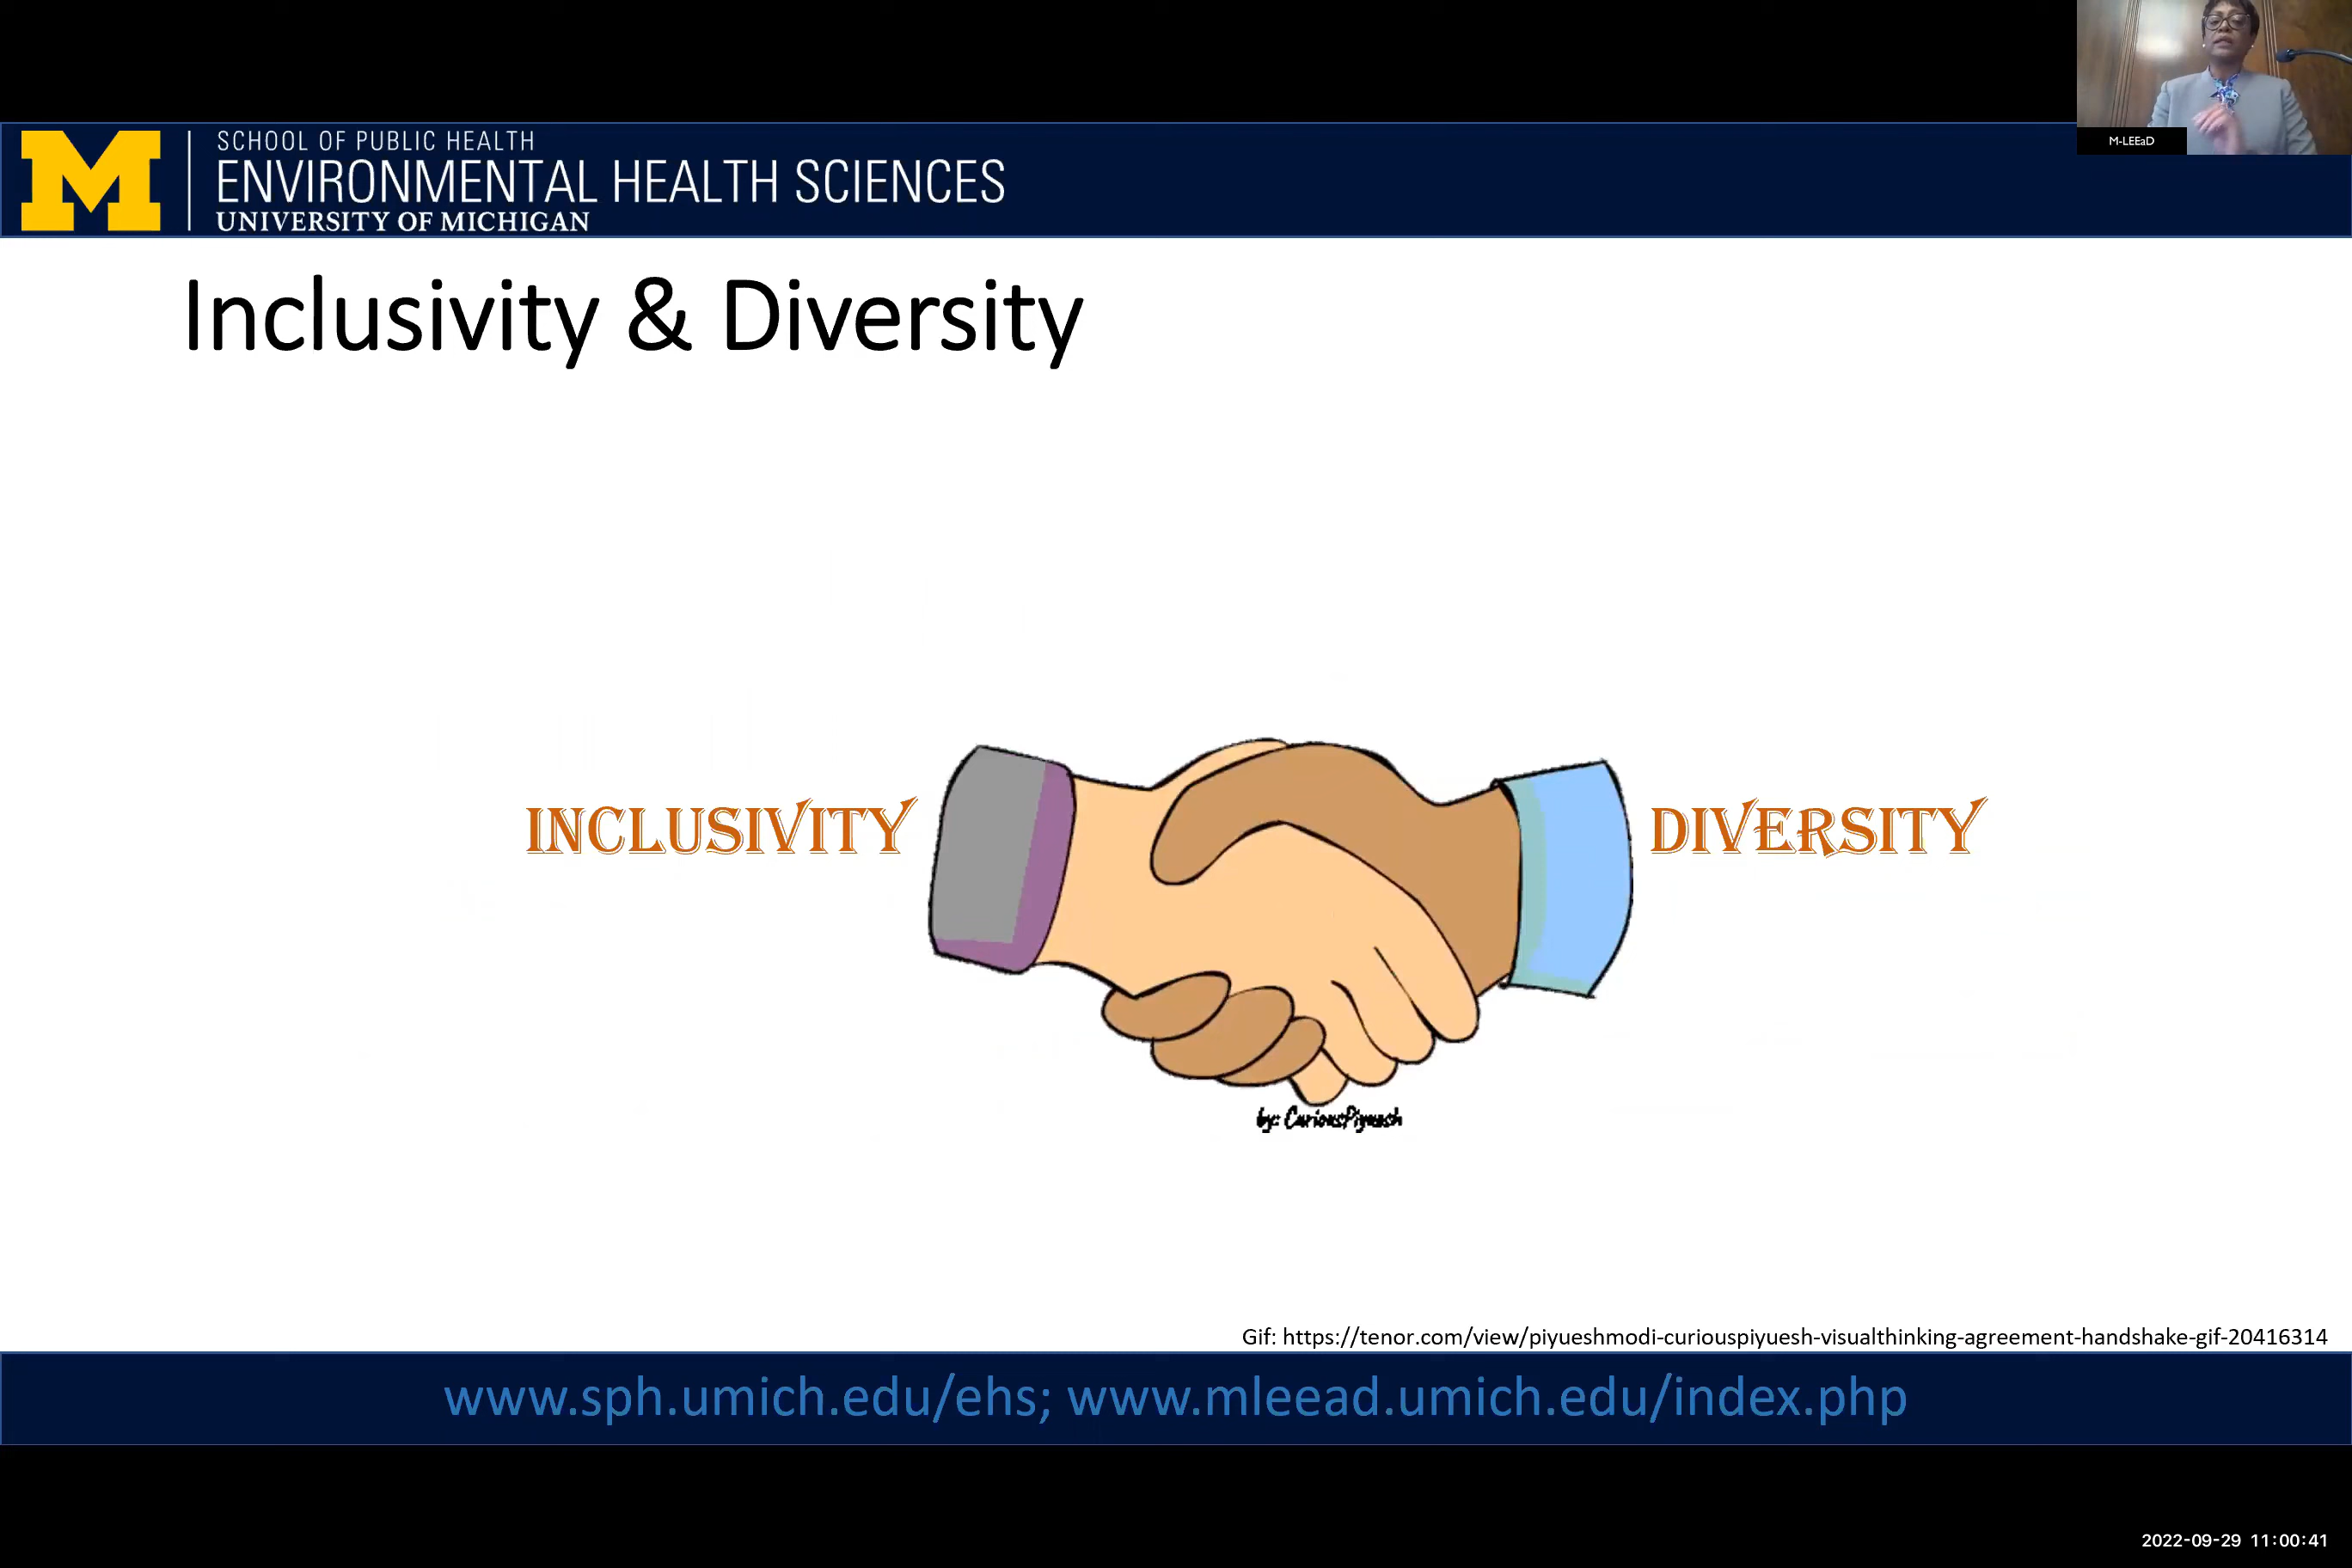 M-LEEaD
M
SCHOOL OF PUBLIC HEALTH
ENVIRONMENTAL HEALTH SCIENCES
UNIVERSITY OF MICHIGAN
Inclusivity & Diversity
INCLUSIVITY
DIVERSITY
by: CuriousPiyuesh
Gif: https://tenor.com/view/piyueshmodi-curiouspiyuesh-visualthinking-agreement-handshake-gif-20416314
www.sph.umich.edu/ehs; www.mleead.umich.edu/index.php
2022-09-29 11:00:41